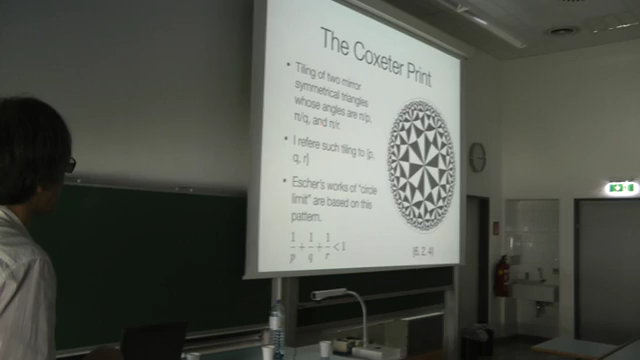 The Coxeter Print
• Tiling of two mirror
symmetrical triangles
whose angles are π/p,
π/q, and π/r.
• I refere such tiling to {p,
q, r}
• Escher's works of "circle
limit" are based on this
pattern.
1/p + 1/q + 1/r < 1
{6, 2, 4}